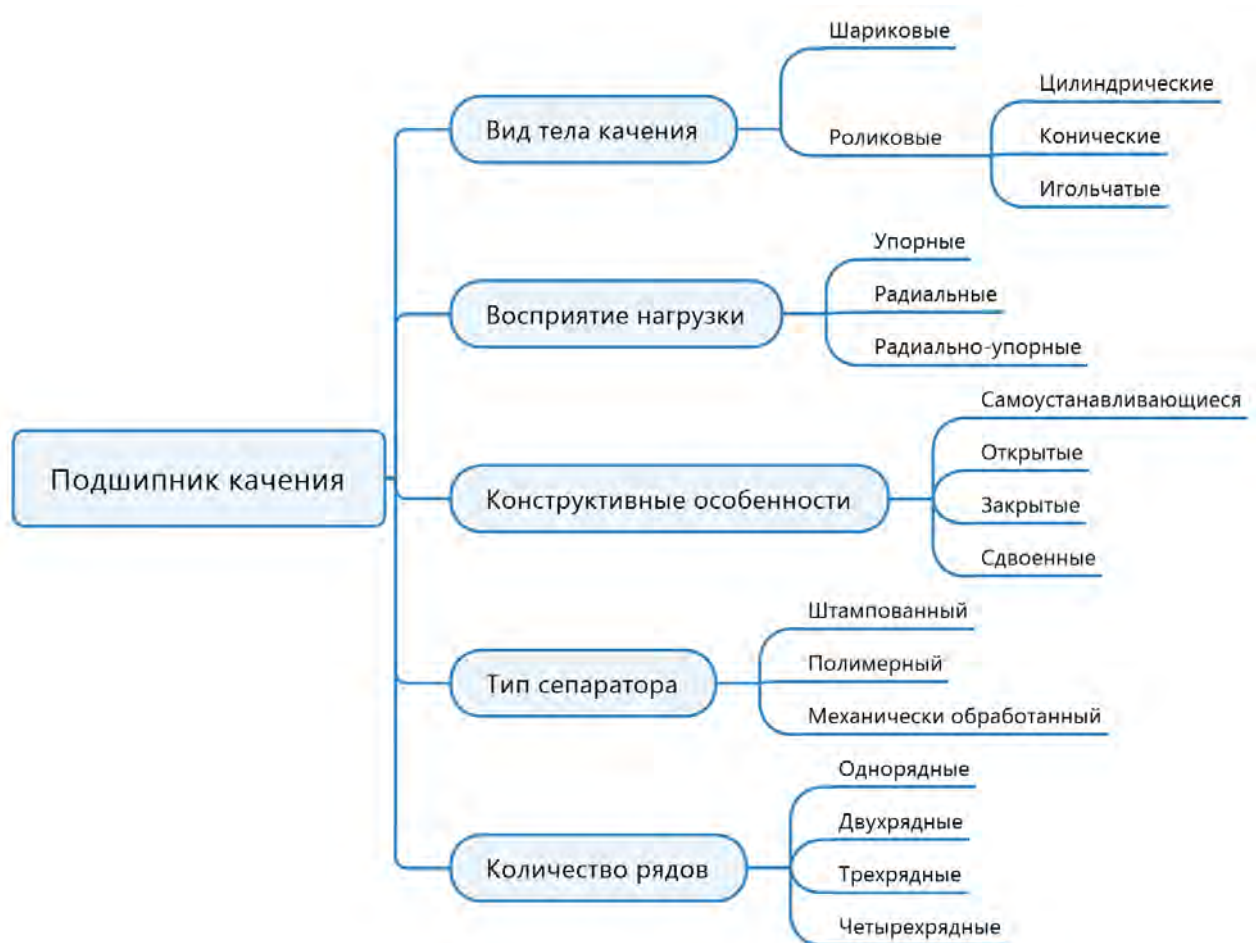 Подшипник качения
Вид тела качения
Шариковые
Роликовые
Цилиндрические
Конические
Игольчатые
Восприятие нагрузки
Упорные
Радиальные
Радиально-упорные
Конструктивные особенности
Самоустанавливающиеся
Открытые
Закрытые
Сдвоенные
Тип сепаратора
Штампованный
Полимерный
Механически обработанный
Количество рядов
Однорядные
Двухрядные
Трехрядные
Четырехрядные